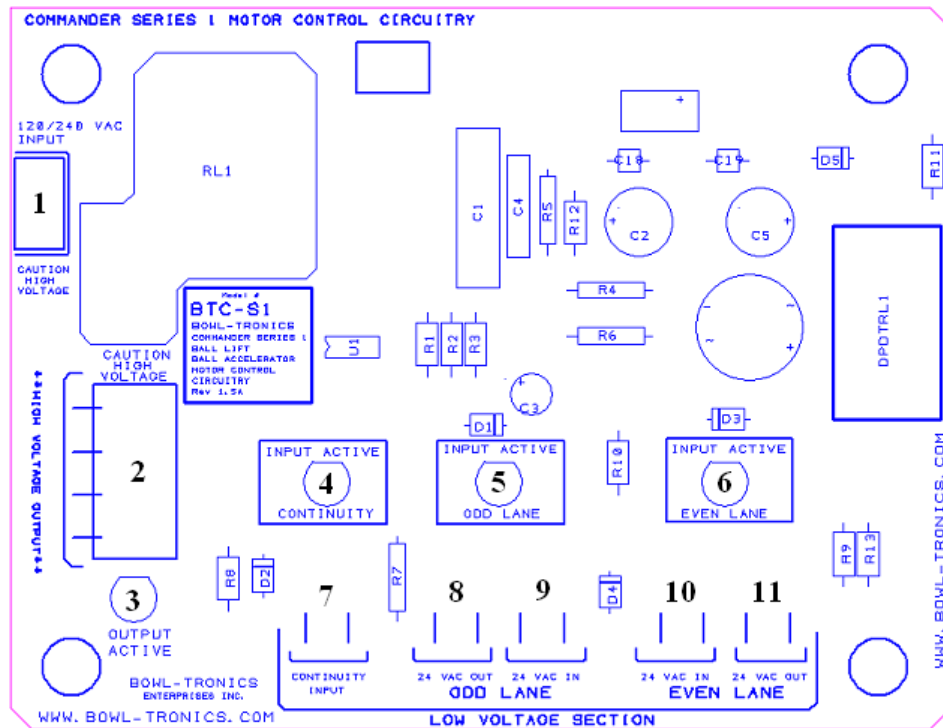 COMMANDER SERIES 1 MOTOR CONTROL CIRCUITRY
120/240 VAC
INPUT
1
CAUTION
HIGH
VOLTAGE
RL1
C1
C4
R5
R12
C18
C19
D5
R11
C2
C5
R4
R6
DPDTRL1
Model #
BTC-S1
BOWL-TRONICS
COMMANDER SERIES 1
BALL LIFT
BALL ACCELERATOR
MOTOR CONTROL
CIRCUITRY
Rev 1.5A
U1
R1
R2
R3
C3
D1
D3
R10
CAUTION
HIGH
VOLTAGE
**HIGH VOLTAGE OUTPUT**
2
INPUT ACTIVE
4
CONTINUITY
INPUT ACTIVE
5
ODD LANE
INPUT ACTIVE
6
EVEN LANE
R9
R13
WWW.BOWL-TRONICS.COM
3
OUTPUT
ACTIVE
R8
D2
R7
D4
7
8
9
10
11
CONTINUITY
INPUT
24 VAC OUT
24 VAC IN
ODD LANE
24 VAC IN
24 VAC OUT
EVEN LANE
BOWL-TRONICS
ENTERPRISES INC.
WWW.BOWL-TRONICS.COM
LOW VOLTAGE SECTION